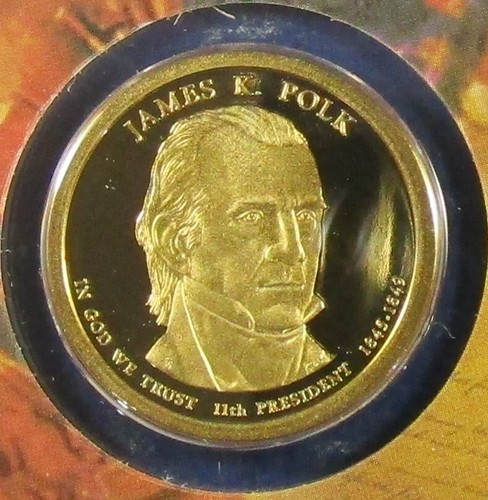 JAMES K. POLK
IN GOD WE TRUST 11th PRESIDENT 1845-1849